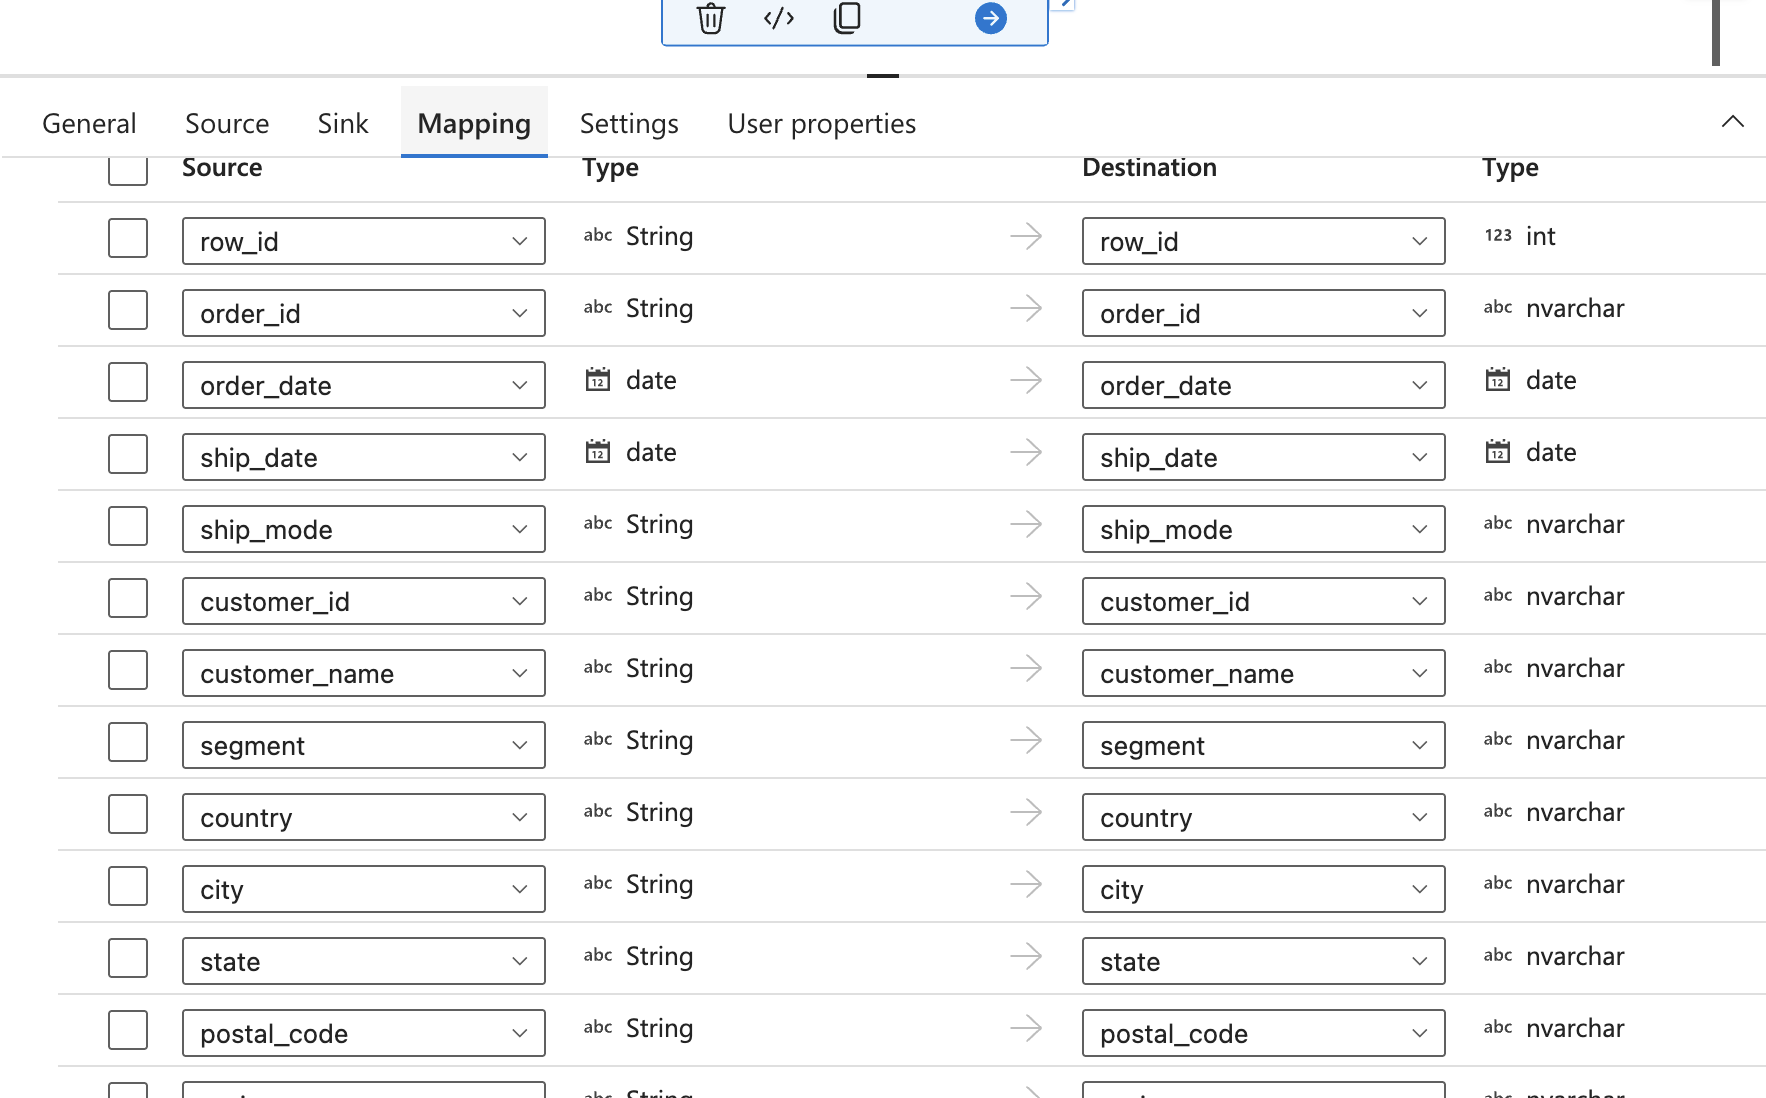 General Source Sink Mapping Settings User properties
Source Type Destination Type
row_id abc String row_id 123 int
order_id abc String order_id abc nvarchar
order_date 12 date order_date 12 date
ship_date 12 date ship_date 12 date
ship_mode abc String ship_mode abc nvarchar
customer_id abc String customer_id abc nvarchar
customer_name abc String customer_name abc nvarchar
segment abc String segment abc nvarchar
country abc String country abc nvarchar
city abc String city abc nvarchar
state abc String state abc nvarchar
postal_code abc String postal_code abc nvarchar
abc String abc nvarchar